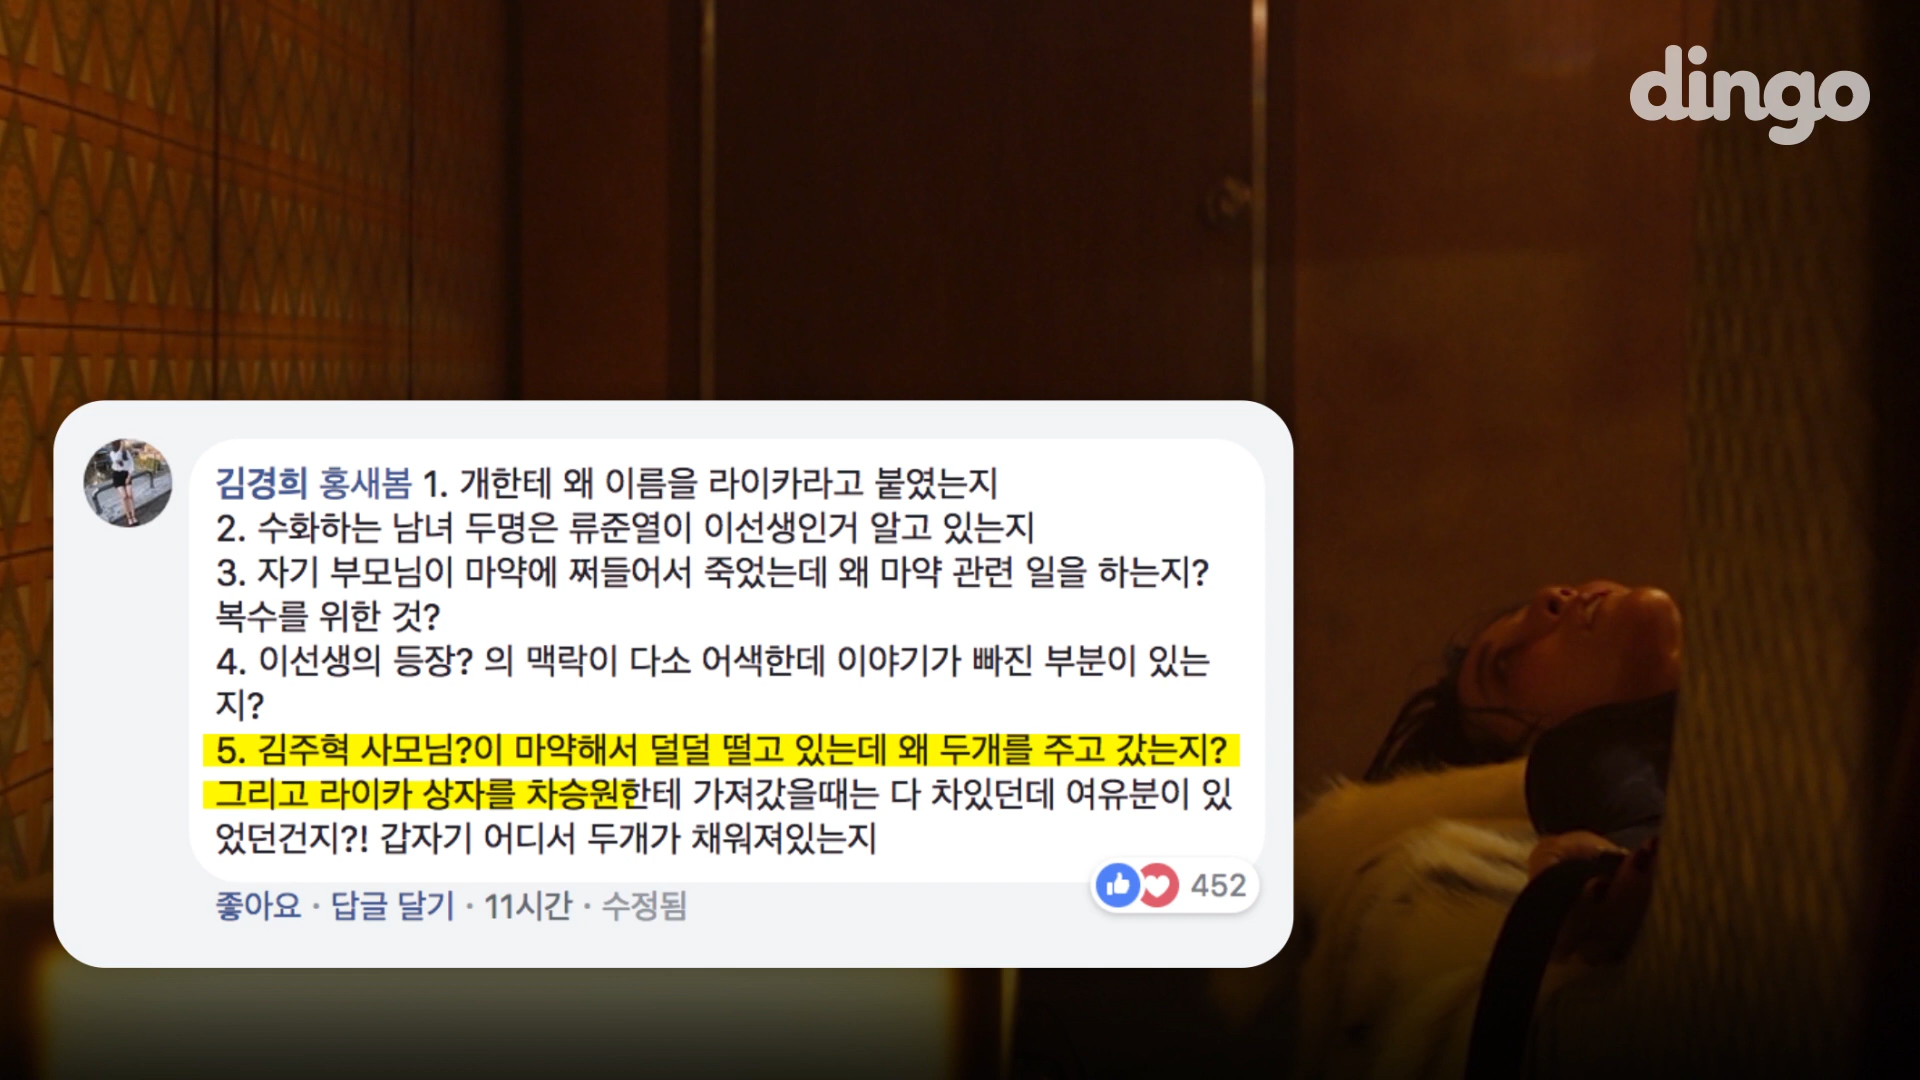 dingo
김경희 홍새봄 1. 개한테 왜 이름을 라이카라고 붙였는지
2. 수화하는 남녀 두명은 류준열이 이선생인거 알고 있는지
3. 자기 부모님이 마약에 쩌들어서 죽었는데 왜 마약 관련 일을 하는지?
복수를 위한 것?
4. 이선생의 등장? 의 맥락이 다소 어색한데 이야기가 빠진 부분이 있는
지?
5. 김주혁 사모님?이 마약해서 덜덜 떨고 있는데 왜 두개를 주고 갔는지?
그리고 라이카 상자를 차승원한테 가져갔을때는 다 차있던데 여유분이 있
었던건지?! 갑자기 어디서 두개가 채워져있는지
좋아요 · 답글 달기 · 11시간 · 수정됨
452